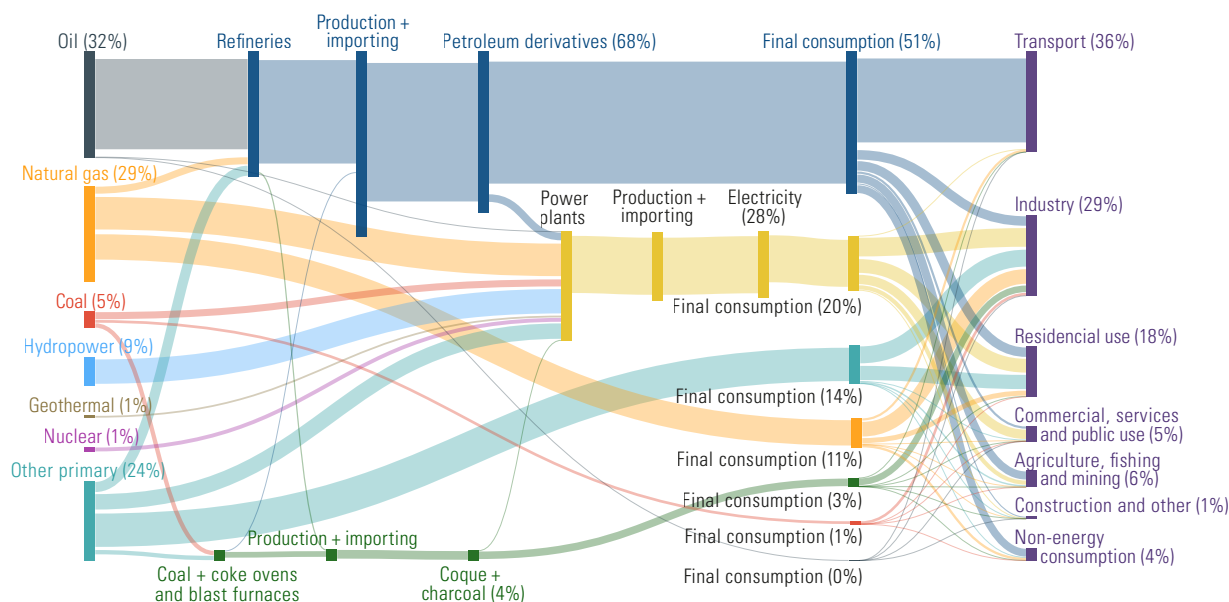 Oil (32%)
Refineries
Production +
importing
Petroleum derivatives (68%)
Final consumption (51%)
Transport (36%)
Natural gas (29%)
Power
plants
Production +
importing
Electricity
(28%)
Industry (29%)
Coal (5%)
Final consumption (20%)
Hydropower (9%)
Residencial use (18%)
Geothermal (1%)
Final consumption (14%)
Nuclear (1%)
Commercial, services
and public use (5%)
Other primary (24%)
Final consumption (11%)
Agriculture, fishing
and mining (6%)
Final consumption (3%)
Construction and other (1%)
Production + importing
Final consumption (1%)
Non-energy
consumption (4%)
Coal + coke ovens
and blast furnaces
Coque +
charcoal (4%)
Final consumption (0%)